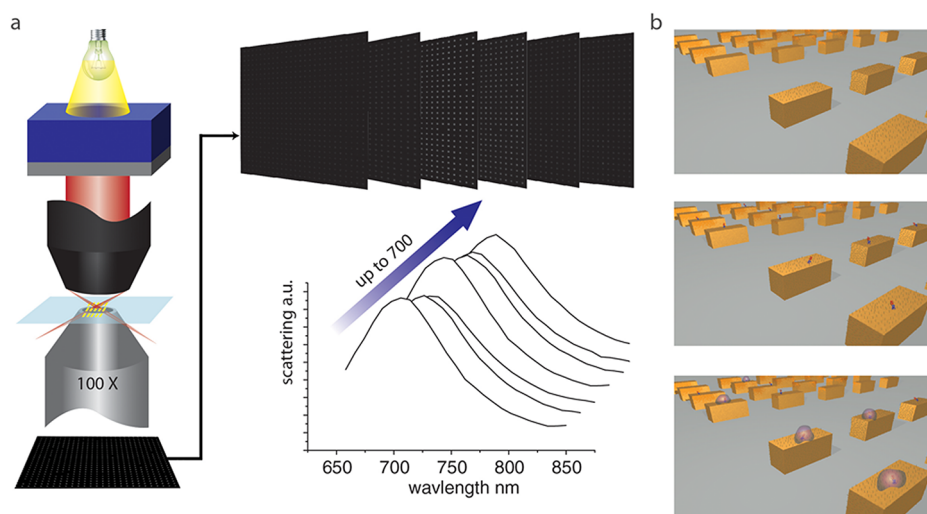 a
b
100 X
up to 700
scattering a.u.
650 700 750 800 850
wavlength nm